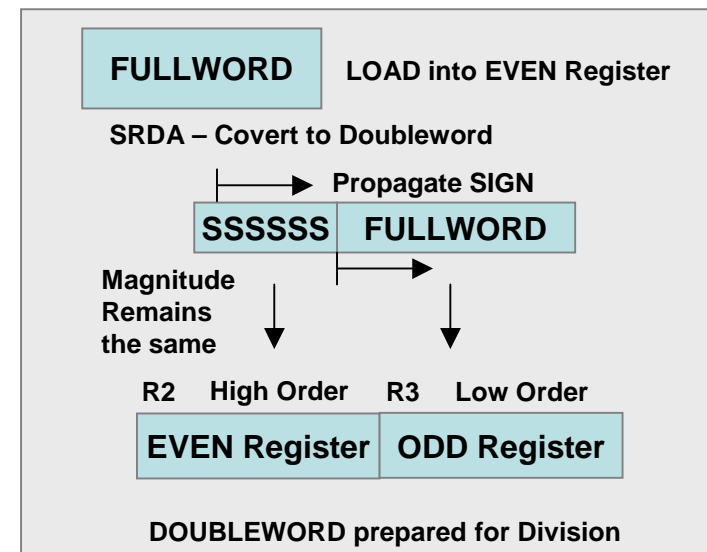 FULLWORD LOAD into EVEN Register
SRDA – Covert to Doubleword
Propagate SIGN
SSSSSS FULLWORD
Magnitude
Remains
the same
R2 High Order R3 Low Order
EVEN Register ODD Register
DOUBLEWORD prepared for Division